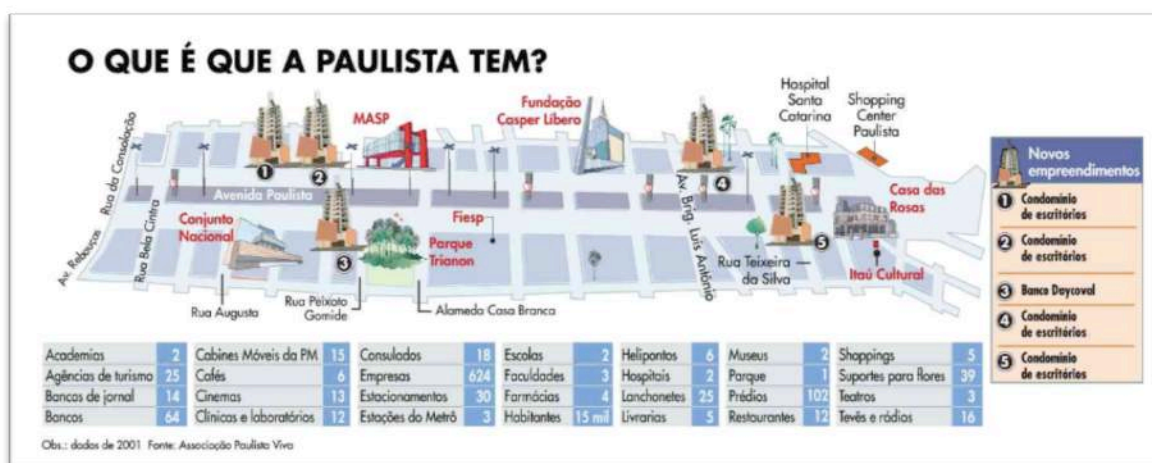 O QUE É QUE A PAULISTA TEM?
Rua da Consolação
Av. Rebouças
Rua Bela Cintra
Avenida Paulista
1
2
MASP
Fundação
Casper Líbero
4
Hospital
Santa
Catarina
Shopping
Center
Paulista
Conjunto
Nacional
3
Parque
Trianon
Fiesp
Av. Brig. Luis Antônio
5
Casa das
Rosas
Itaú Cultural
Rua Augusta
Rua Peixoto
Gomide
Alameda Casa Branca
Rua Teixeira
da Silva
Novos
empreendimentos
1 Condomínio
de escritórios
2 Condomínio
de escritórios
3 Banco Daycoval
4 Condomínio
de escritórios
5 Condomínio
de escritórios
Academias 2 Cabines Móveis da PM 15 Consulados 18 Escolas 2 Helipontos 6 Museus 2 Shoppings 5
Agências de turismo 25 Cafés 6 Empresas 624 Faculdades 3 Hospitais 2 Parque 1 Suportes para flores 39
Bancas de jornal 14 Cinemas 13 Estacionamentos 30 Farmácias 4 Lanchonetes 25 Prédios 102 Teatros 3
Bancos 64 Clínicas e laboratórios 12 Estações do Metrô 3 Habitantes 15 mil Livrarias 5 Restaurantes 12 Tevês e rádios 16
Obs.: dados de 2001 Fonte: Associação Paulista Viva